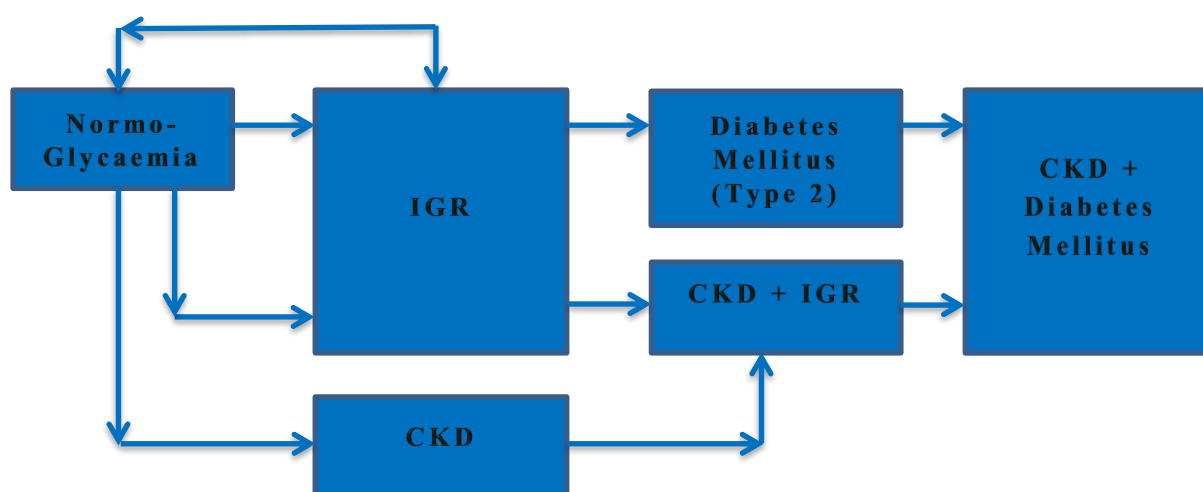 Normo-
Glycaemia
IGR
Diabetes
Mellitus
(Type 2)
CKD + IGR
CKD +
Diabetes
Mellitus
CKD